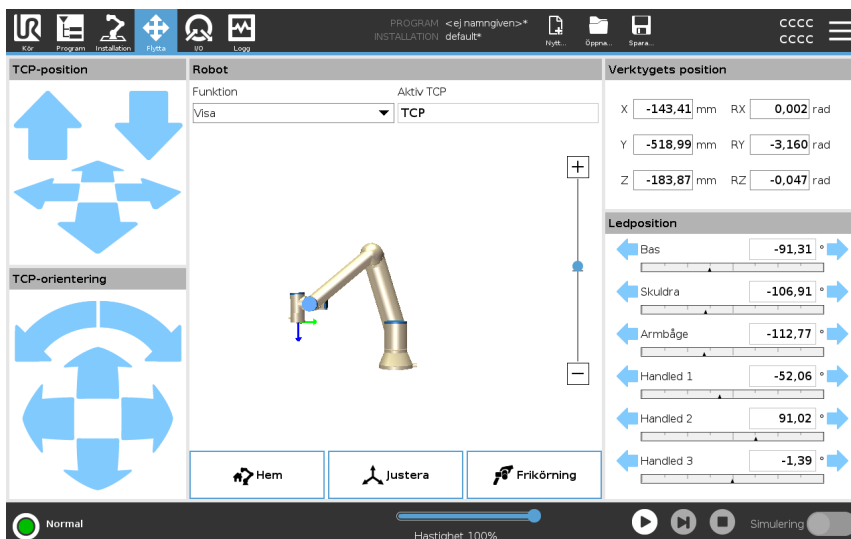 UR
PROGRAM <ej namngiven>*
INSTALLATION default*
CCCC
CCCC
Kör Program Installation Flytta I/O Logg Nytt... Öppna... Spara...
TCP-position
Robot
Funktion Aktiv TCP
Visa TCP
Verktygets position
X -143,41 mm RX 0,002 rad
Y -518,99 mm RY -3,160 rad
Z -183,87 mm RZ -0,047 rad
Ledposition
Bas -91,31 °
Skuldra -106,91 °
Armbåge -112,77 °
Handled 1 -52,06 °
Handled 2 91,02 °
Handled 3 -1,39 °
TCP-orientering
Hem Justera Frikörning
Normal
Hastighet 100%
Simulering